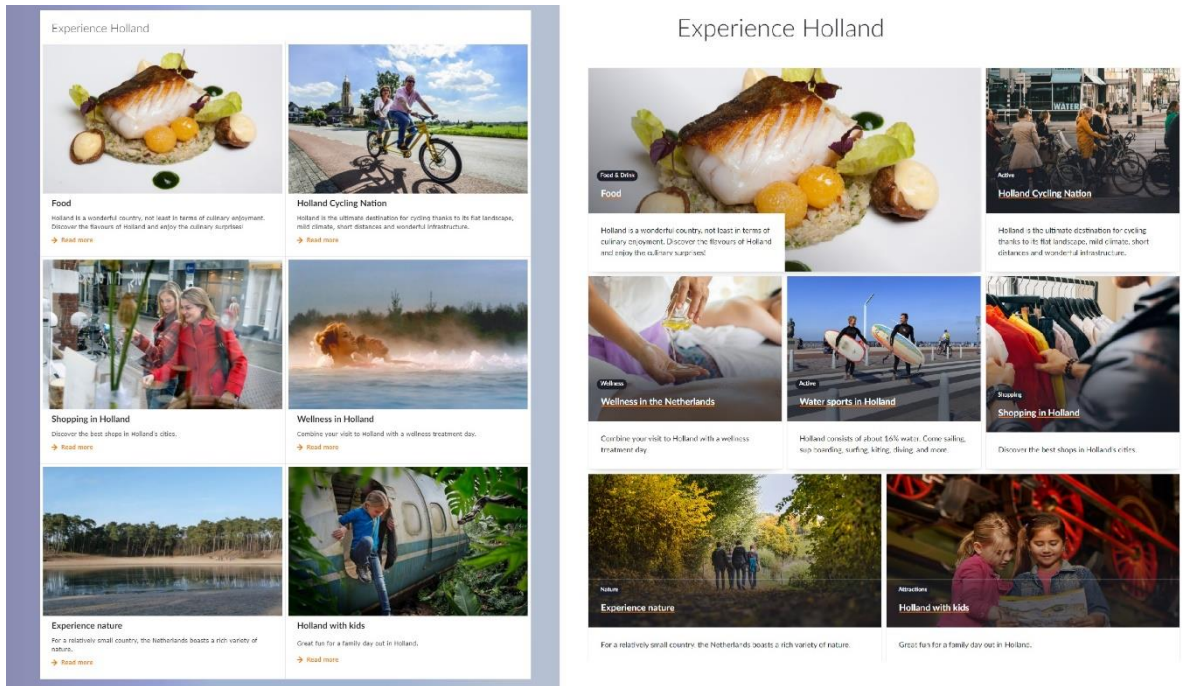 Experience Holland
Food
Holland is a wonderful country, not least in terms of culinary enjoyment.
Discover the flavours of Holland and enjoy the culinary surprises!
→ Read more
Holland Cycling Nation
Holland is the ultimate destination for cycling thanks to its flat landscape,
mild climate, short distances and wonderful infrastructure.
→ Read more
Shopping in Holland
Discover the best shops in Holland's cities.
→ Read more
Wellness in Holland
Combine your visit to Holland with a wellness treatment day.
→ Read more
Experience nature
For a relatively small country, the Netherlands boasts a rich variety of
nature.
→ Read more
Holland with kids
Great fun for a family day out in Holland.
→ Read more
Experience Holland
Food & Drink
Food
Holland is a wonderful country, not least in terms of
culinary enjoyment. Discover the flavours of Holland
and enjoy the culinary surprises!
WATER
Active
Holland Cycling Nation
Holland is the ultimate destination for cycling
thanks to its flat landscape, mild climate, short
distances and wonderful infrastructure.
Wellness
Wellness in the Netherlands
Combine your visit to Holland with a wellness
treatment day
Active
Water sports in Holland
Holland consists of about 16% water. Come sailing,
sup boarding, surfing, kiting, diving, and more.
Shopping
Shopping in Holland
Discover the best shops in Holland's cities.
Nature
Experience nature
For a relatively small country, the Netherlands boasts a rich variety of nature.
Attractions
Holland with kids
Great fun for a family day out in Holland.